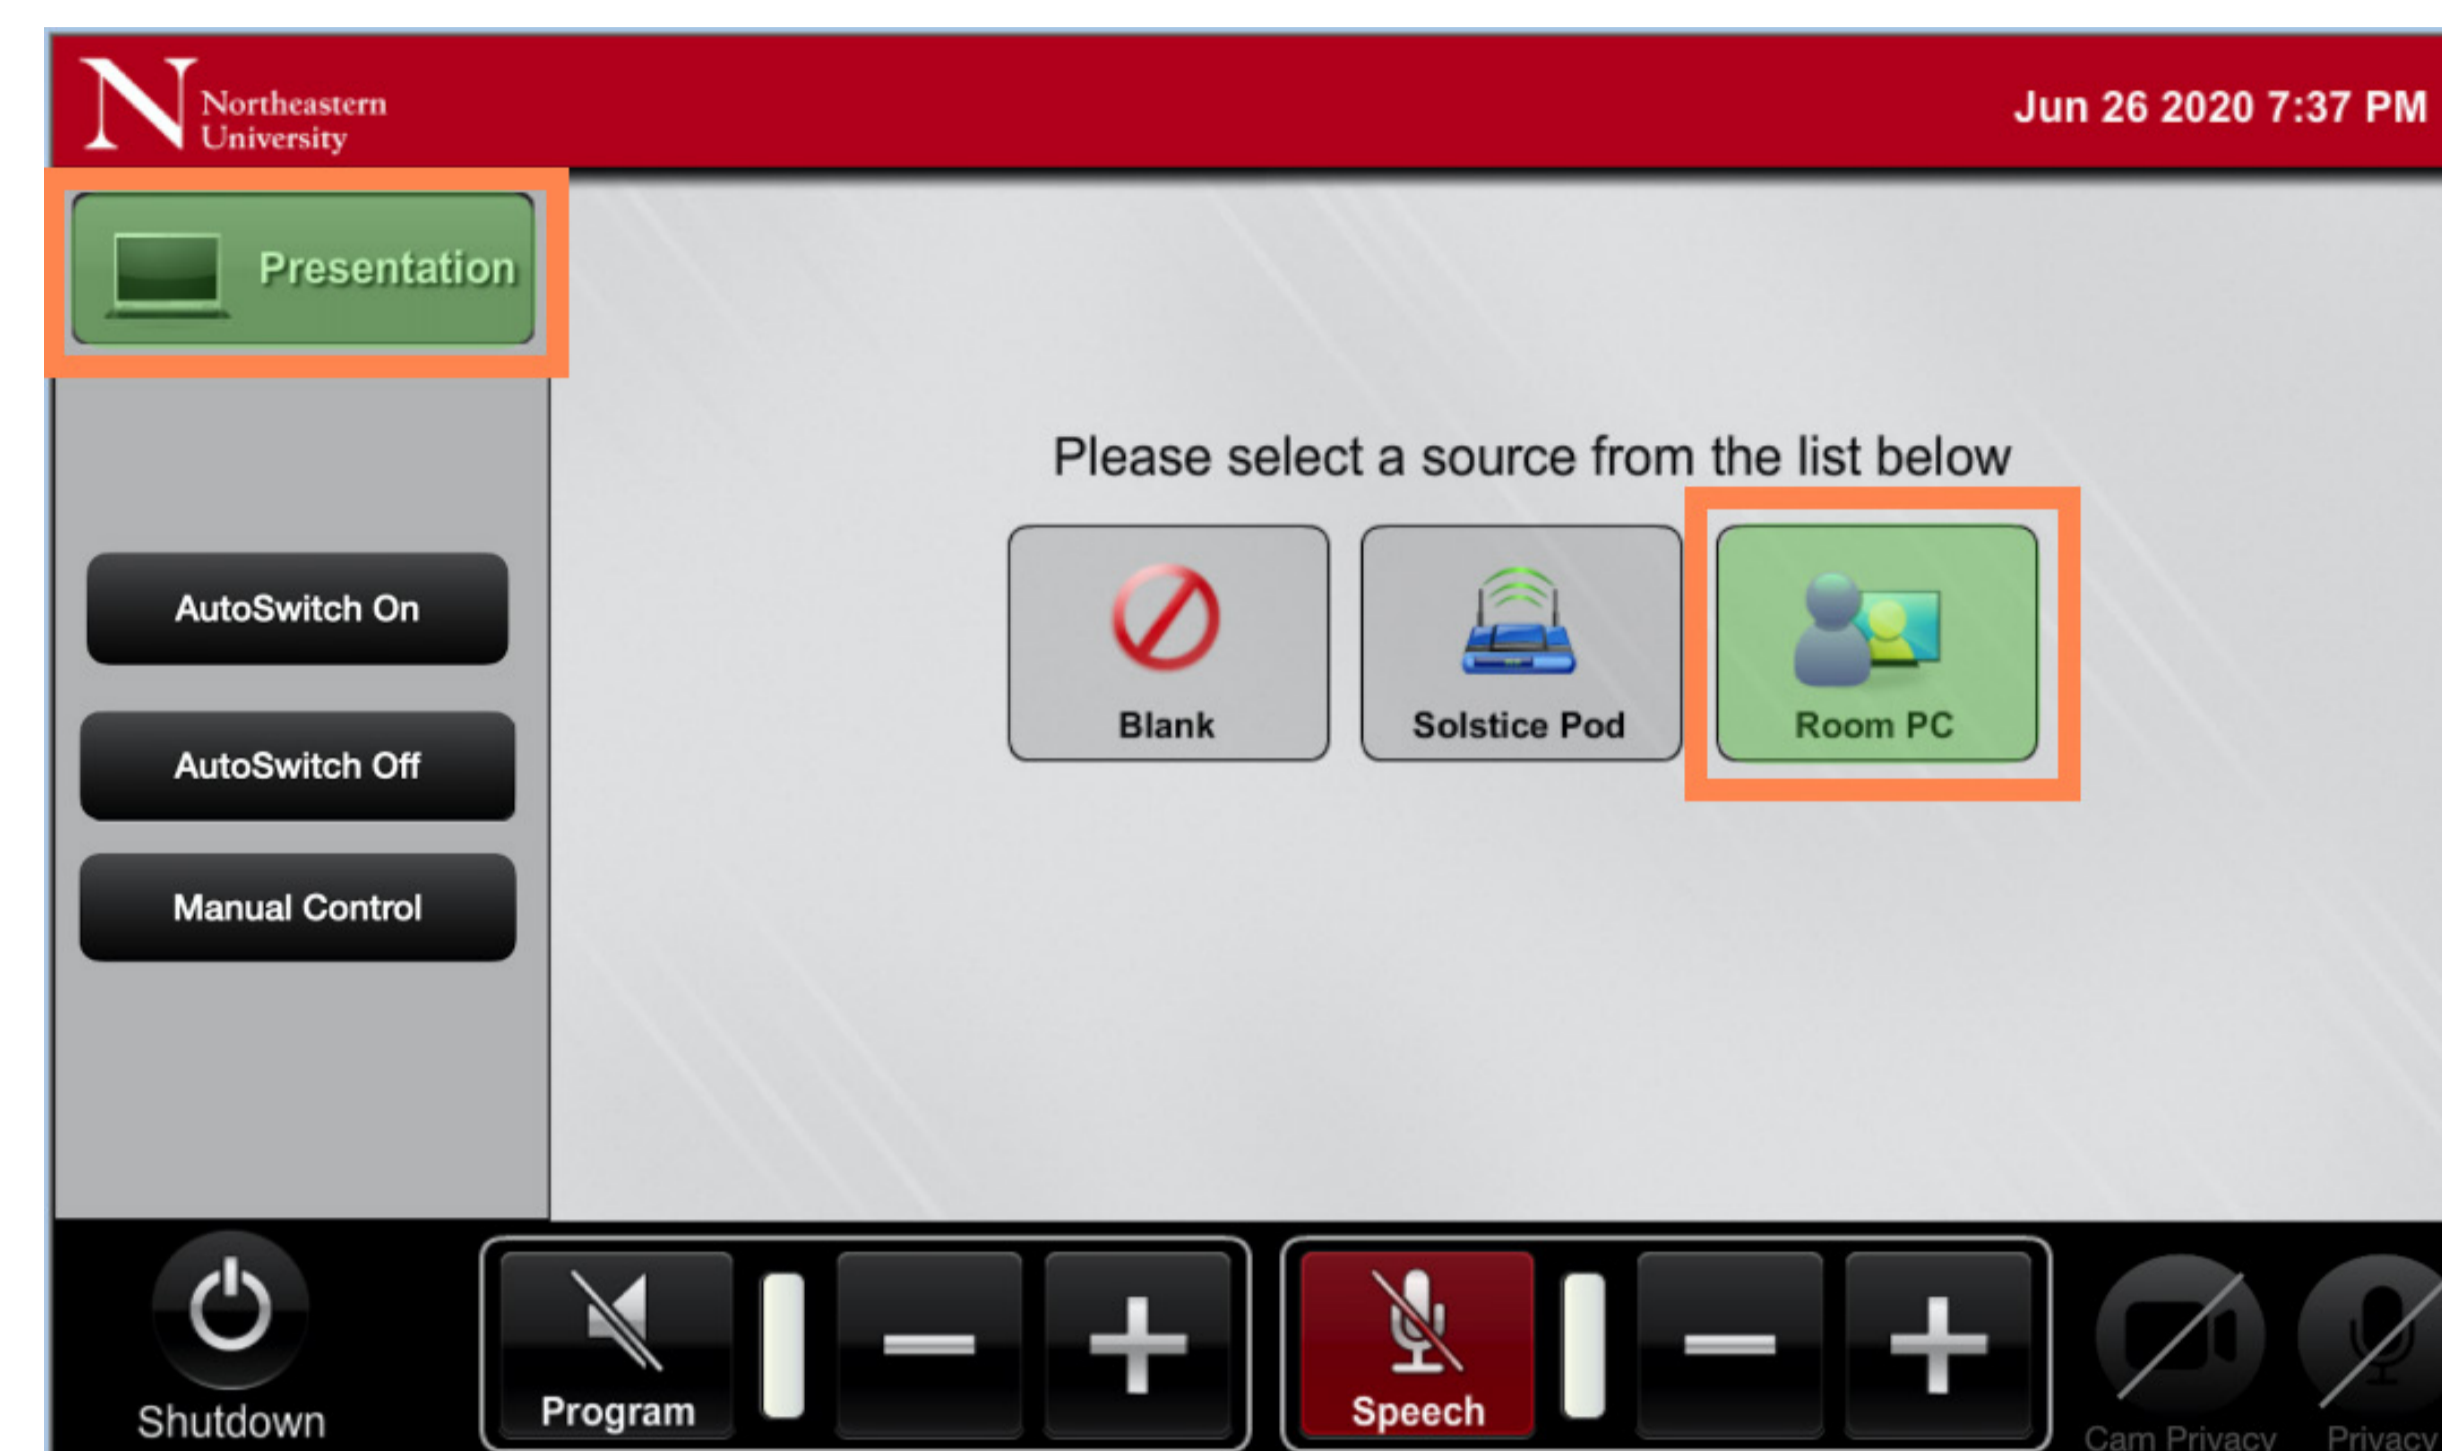 Northeastern
University
Jun 26 2020 7:37 PM
Presentation
Please select a source from the list below
Blank
Solstice Pod
Room PC
AutoSwitch On
AutoSwitch Off
Manual Control
Shutdown
Program
Speech
Cam Privacy
Privacy